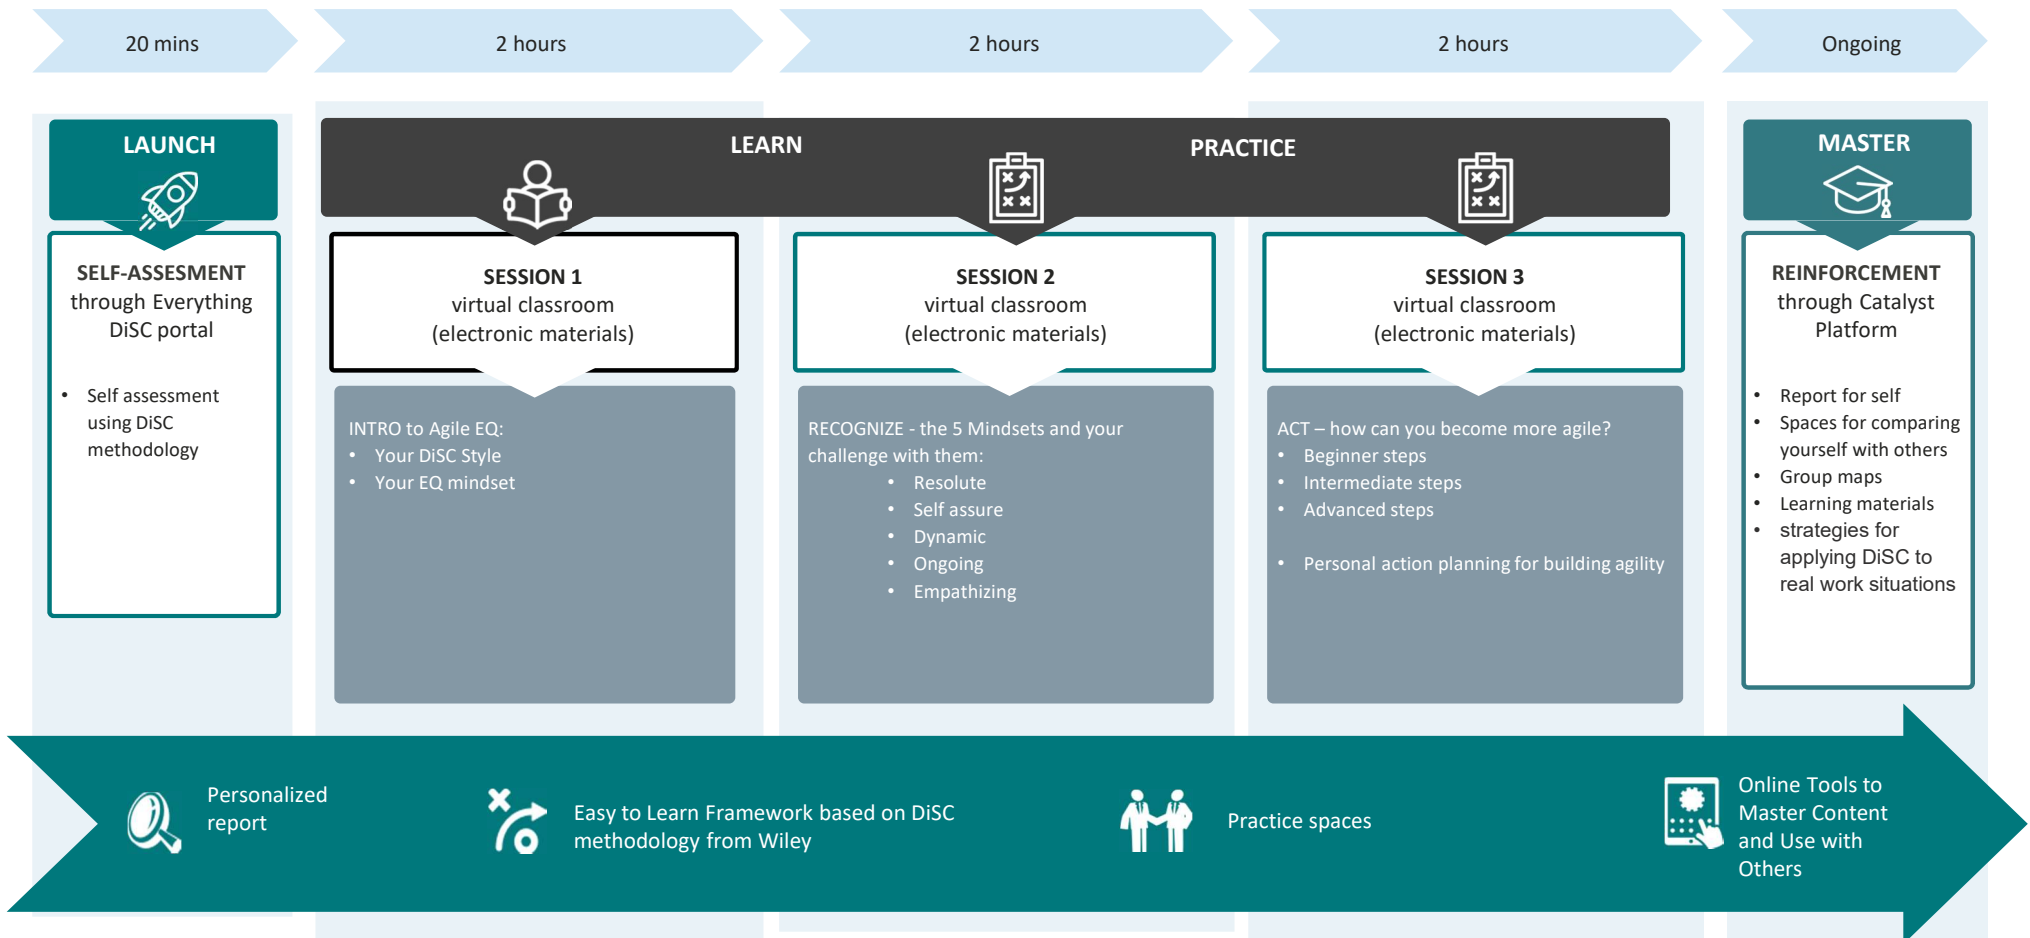 20 mins
2 hours
2 hours
2 hours
Ongoing
LAUNCH
LEARN
PRACTICE
MASTER
SELF-ASSESMENT
through Everything
DiSC portal
• Self assessment
using DiSC
methodology
SESSION 1
virtual classroom
(electronic materials)
INTRO to Agile EQ:
• Your DiSC Style
• Your EQ mindset
SESSION 2
virtual classroom
(electronic materials)
RECOGNIZE - the 5 Mindsets and your
challenge with them:
• Resolute
• Self assure
• Dynamic
• Ongoing
• Empathizing
SESSION 3
virtual classroom
(electronic materials)
ACT – how can you become more agile?
• Beginner steps
• Intermediate steps
• Advanced steps
• Personal action planning for building agility
REINFORCEMENT
through Catalyst
Platform
• Report for self
• Spaces for comparing
yourself with others
• Group maps
• Learning materials
• strategies for
applying DiSC to
real work situations
Personalized
report
Easy to Learn Framework based on DiSC
methodology from Wiley
Practice spaces
Online Tools to
Master Content
and Use with
Others